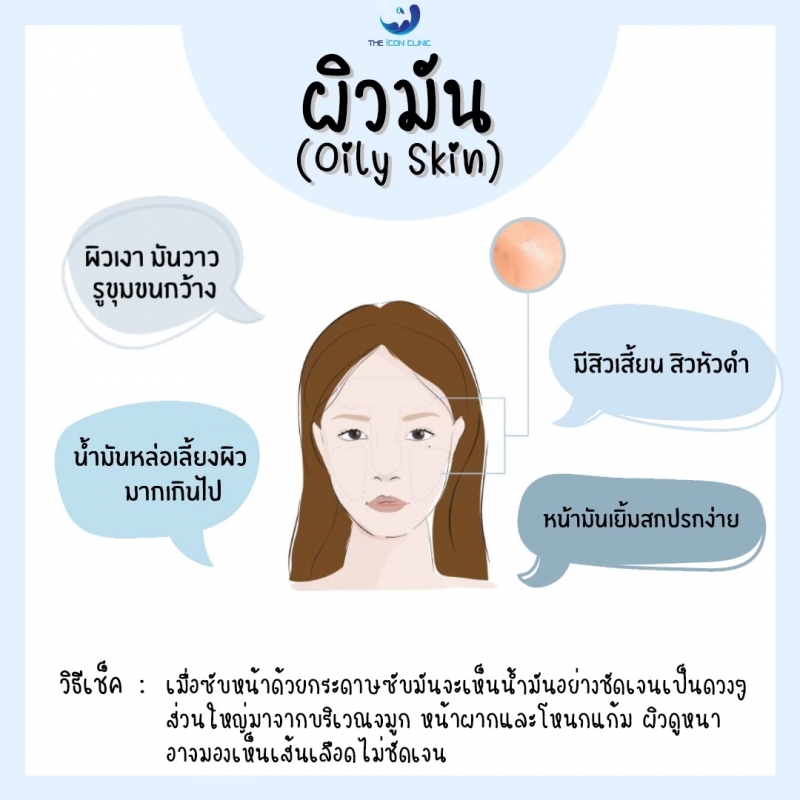 THE iCON CLINIC
ผิวมัน
(Oily Skin)
ผิวเงา มันวาว
รูขุมขนกว้าง
มีสิวเสี้ยน สิวหัวดำ
น้ำมันหล่อเลี้ยงผิว
มากเกินไป
หน้ามันเยิ้มสกปรกง่าย
วิธีเช็ค : เมื่อซับหน้าด้วยกระดาษซับมันจะเห็นน้ำมันอย่างชัดเจนเป็นดวงๆ
ส่วนใหญ่มาจากบริเวณจมูก หน้าผากและโหนกแก้ม ผิวดูหนา
อาจมองเห็นเส้นเลือดไม่ชัดเจน